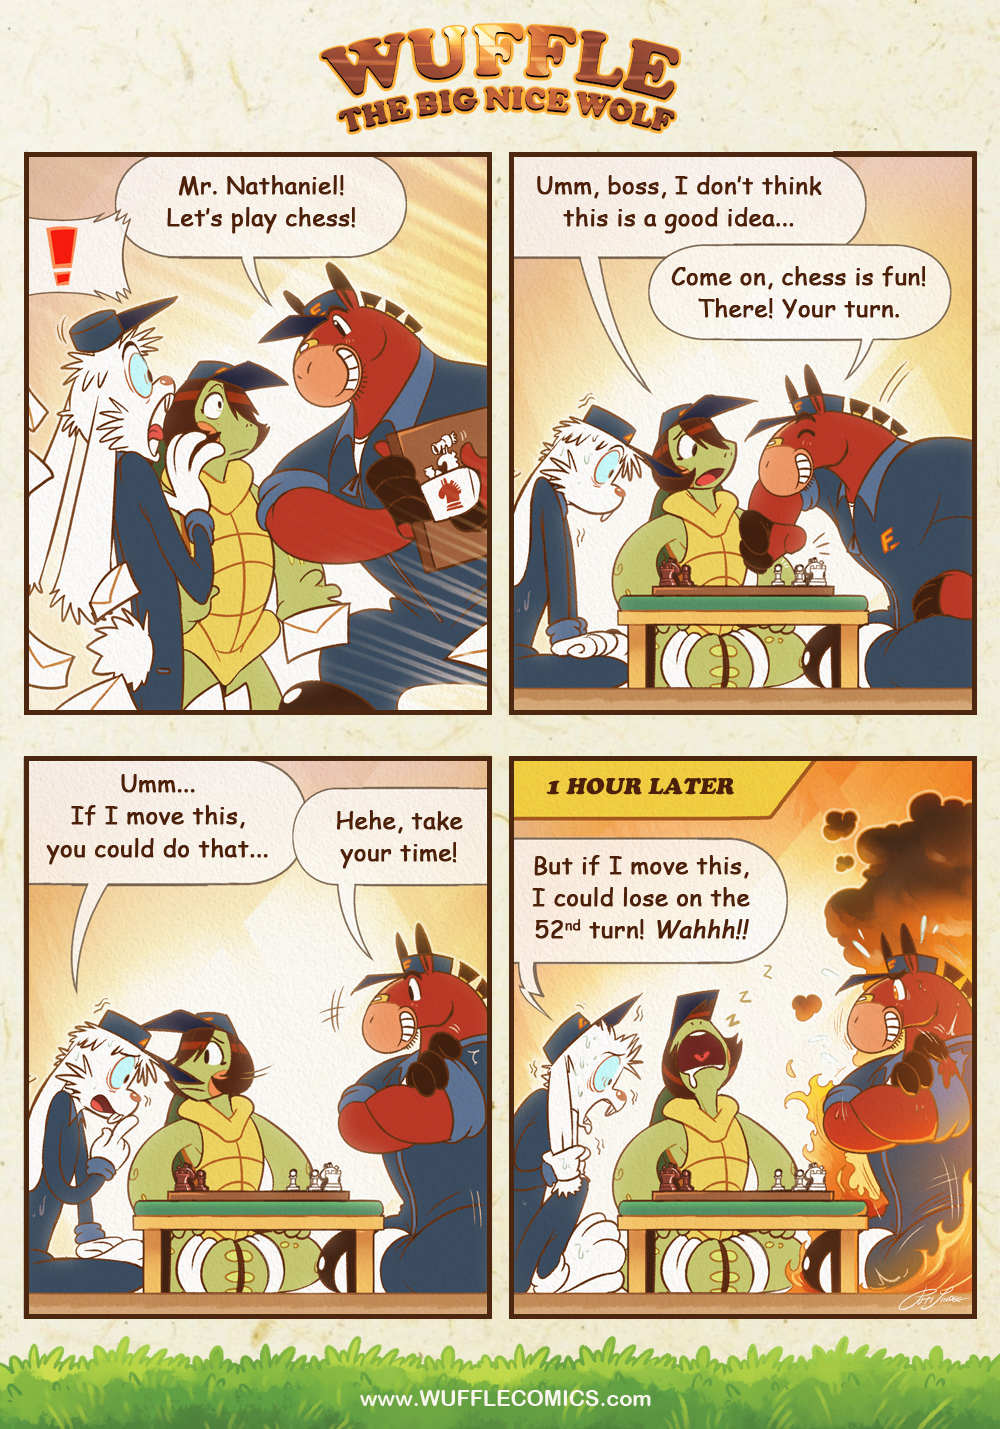 WUFFLE
THE BIG NICE WOLF
Mr. Nathaniel!
Let's play chess!
!
Umm, boss, I don't think
this is a good idea...
Come on, chess is fun!
There! Your turn.
Umm...
If I move this,
you could do that...
Hehe, take
your time!
1 HOUR LATER
But if I move this,
I could lose on the
52nd turn! Wahhh!!
z
z
z
z
F
F
F
www.WUFFLECOMICS.com